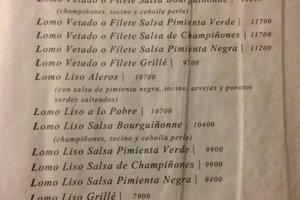 Lomo Vetado o Filete Salsa Bourguiñonne |
(champiñones, tocino y cebolla perla)
Lomo Vetado o Filete Salsa Pimienta Verde | 11700
Lomo Vetado o Filete Salsa de Champiñones | 11700
Lomo Vetado o Filete Salsa Pimienta Negra | 11200
Lomo Vetado o Filete Grillé | 9700
Lomo Liso Aleros | 10700
(con salsa de pimienta negra, tocino, arvejas y porotos
verdes salteados)
Lomo Liso a lo Pobre | 10700
Lomo Liso Salsa Bourguiñonne | 10400
(champiñones, tocino y cebolla perla)
Lomo Liso Salsa Pimienta Verde | 9900
Lomo Liso Salsa de Champiñones | 9900
Lomo Liso Salsa Pimienta Negra | 9400
Lomo Liso Grillé | 7900